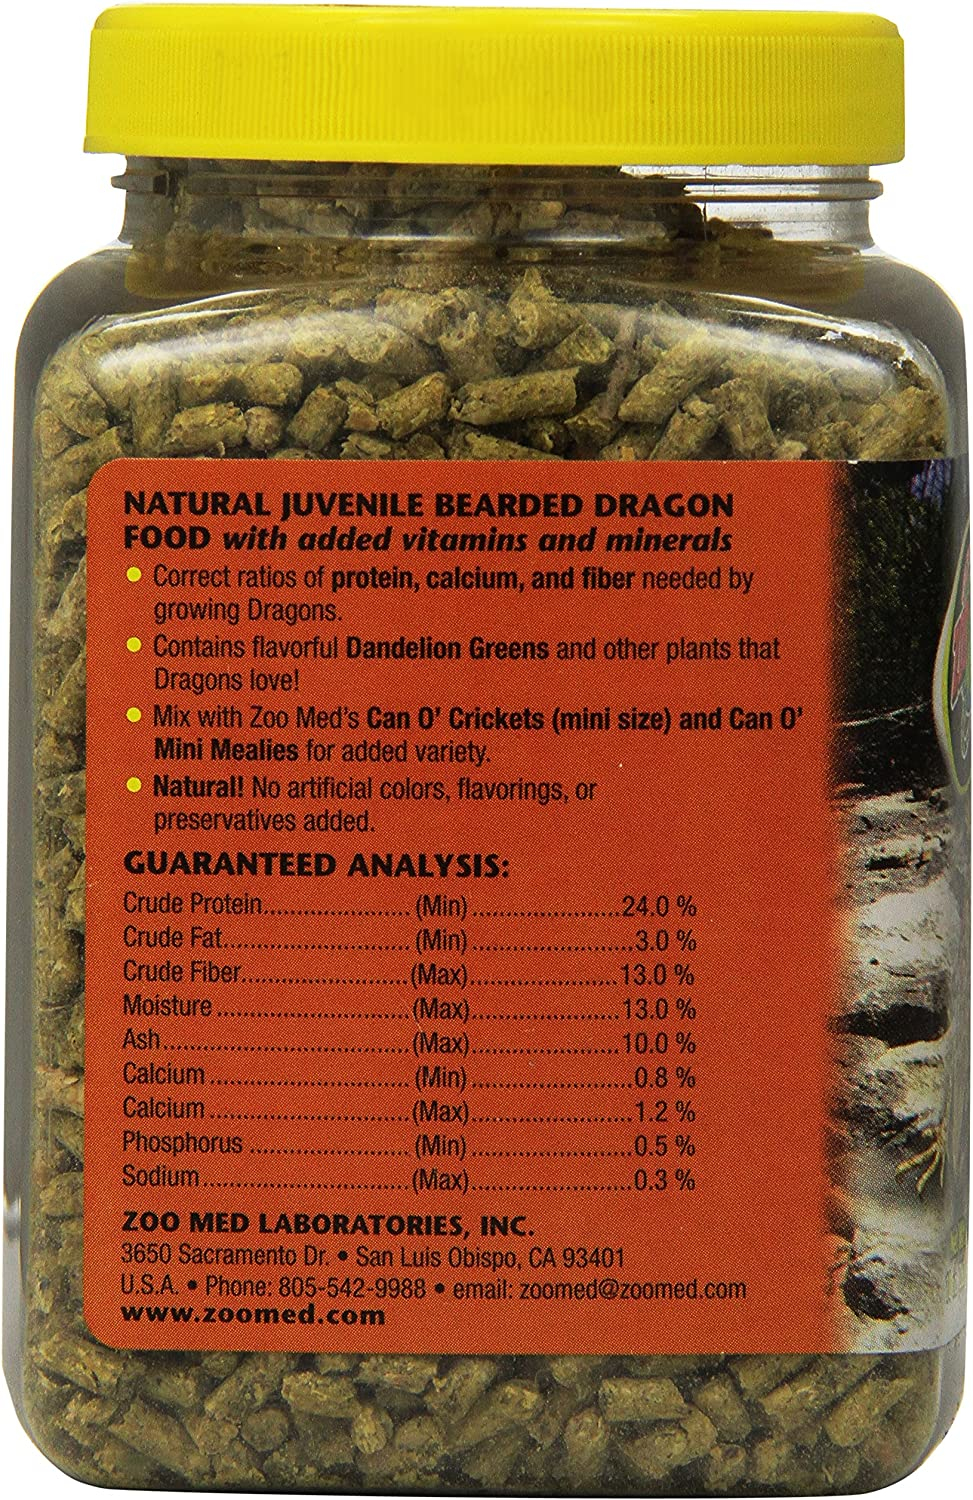 NATURAL JUVENILE BEARDED DRAGON
FOOD with added vitamins and minerals
• Correct ratios of protein, calcium, and fiber needed by
growing Dragons.
• Contains flavorful Dandelion Greens and other plants that
Dragons love!
• Mix with Zoo Med's Can O' Crickets (mini size) and Can O'
Mini Mealies for added variety.
• Natural! No artificial colors, flavorings, or
preservatives added.
GUARANTEED ANALYSIS:
Crude Protein.....................(Min).....................24.0 %
Crude Fat...........................(Min).......................3.0 %
Crude Fiber........................(Max)....................13.0 %
Moisture............................(Max)....................13.0 %
Ash....................................(Max)....................10.0 %
Calcium.............................(Min).......................0.8 %
Calcium.............................(Max)......................1.2 %
Phosphorus.......................(Min).......................0.5 %
Sodium..............................(Max)......................0.3 %
ZOO MED LABORATORIES, INC.
3650 Sacramento Dr. • San Luis Obispo, CA 93401
U.S.A. • Phone: 805-542-9988 • email: zoomed@zoomed.com
www.zoomed.com